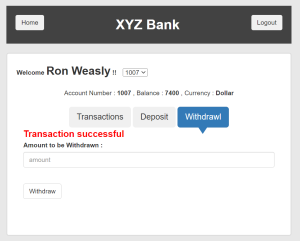 Home XYZ Bank Logout
Welcome Ron Weasly !! 1007
Account Number : 1007 , Balance : 7400 , Currency : Dollar
Transactions Deposit Withdrawl
Transaction successful
Amount to be Withdrawn :
amount
Withdraw